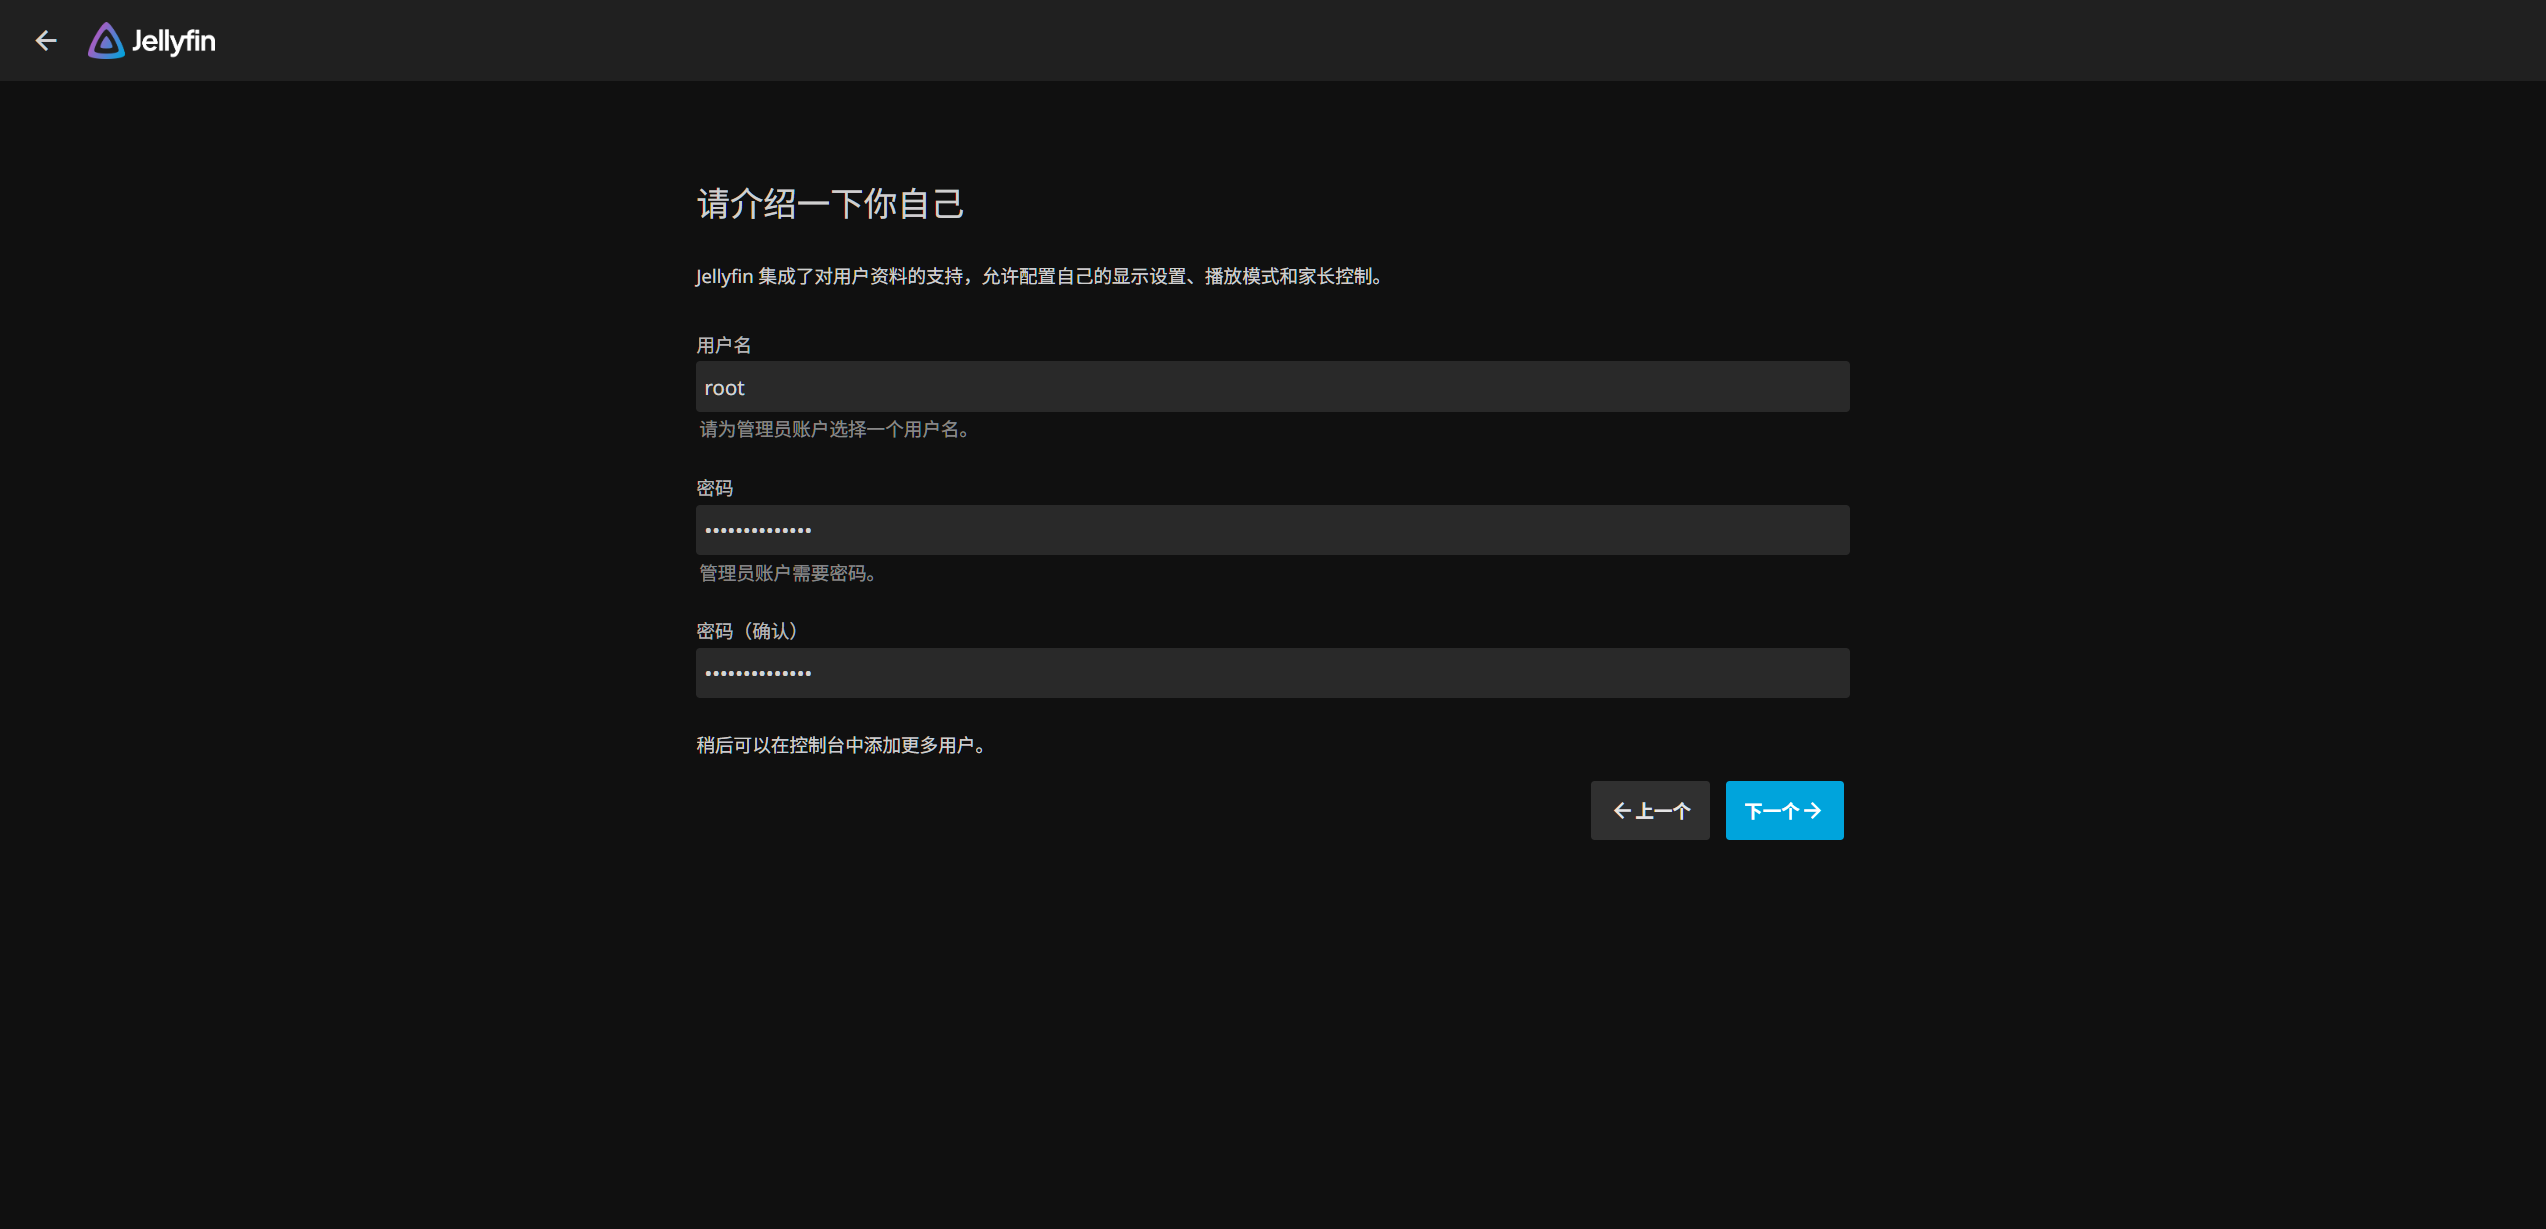 Jellyfin
请介绍一下你自己
Jellyfin 集成了对用户资料的支持，允许配置自己的显示设置、播放模式和家长控制。
用户名
root
请为管理员账户选择一个用户名。
密码
••••••••••••••
管理员账户需要密码。
密码（确认）
••••••••••••••
稍后可以在控制台中添加更多用户。
上一个 下一个